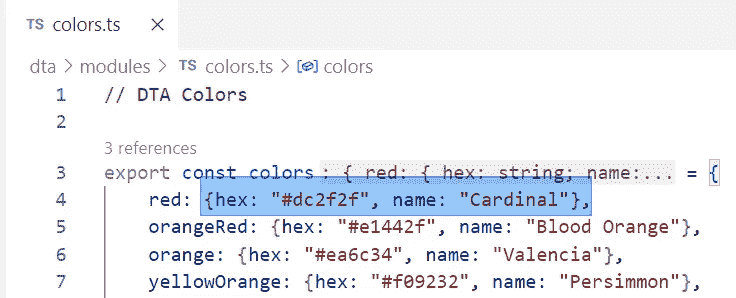 TS colors.ts ×
dta > modules > TS colors.ts > colors
1 // DTA Colors
2
3 references
3 export const colors : { red: { hex: string; name:... = {
4 red: {hex: "#dc2f2f", name: "Cardinal"},
5 orangeRed: {hex: "#e1442f", name: "Blood Orange"},
6 orange: {hex: "#ea6c34", name: "Valencia"},
7 yellowOrange: {hex: "#f09232", name: "Persimmon"},